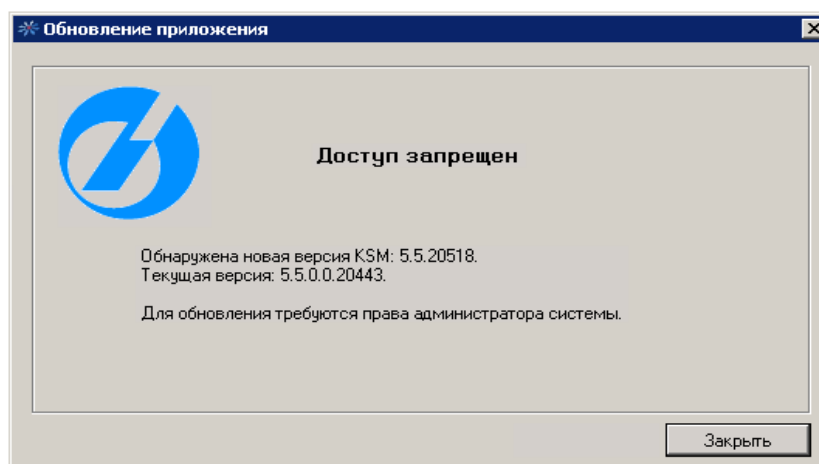 Обновление приложения
Доступ запрещен
Обнаружена новая версия KSM: 5.5.20518.
Текущая версия: 5.5.0.0.20443.
Для обновления требуются права администратора системы.
Закрыть